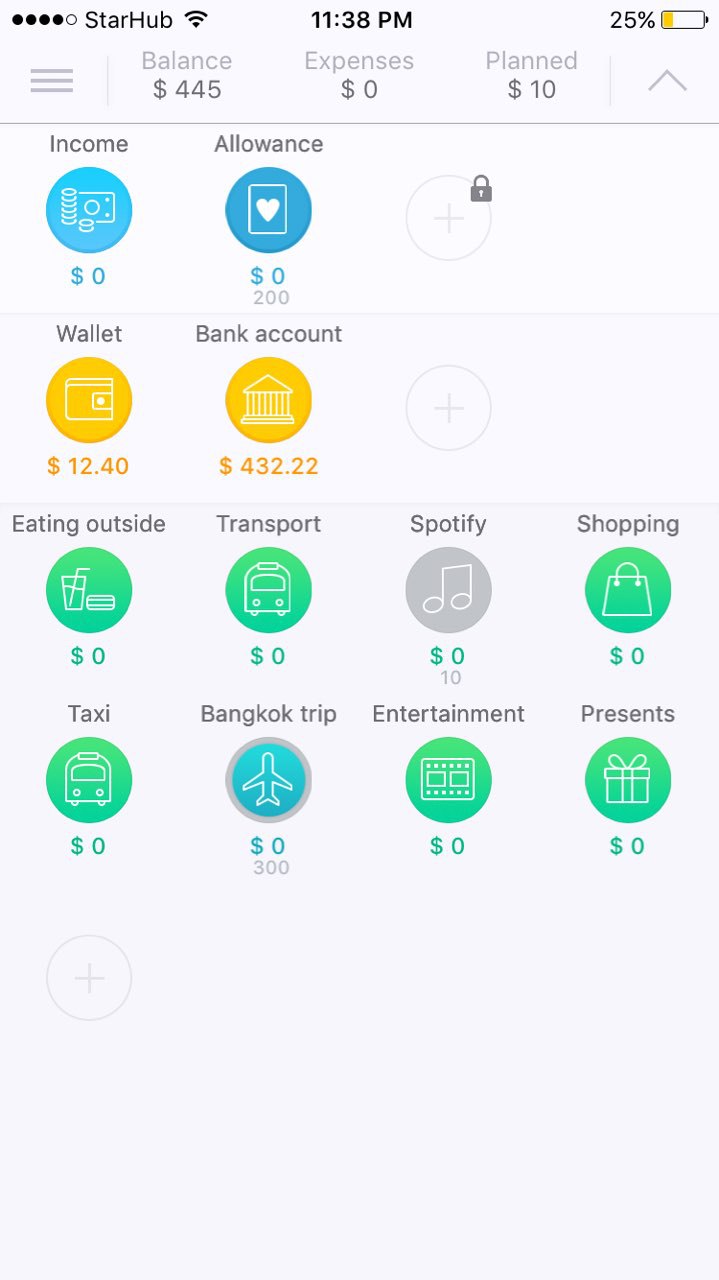 StarHub 11:38 PM 25%
Balance Expenses Planned
$ 445 $ 0 $ 10
Income Allowance
$ 0 $ 0
200
Wallet Bank account
$ 12.40 $ 432.22
Eating outside Transport Spotify Shopping
$ 0 $ 0 $ 0 $ 0
10
Taxi Bangkok trip Entertainment Presents
$ 0 $ 0 $ 0 $ 0
300